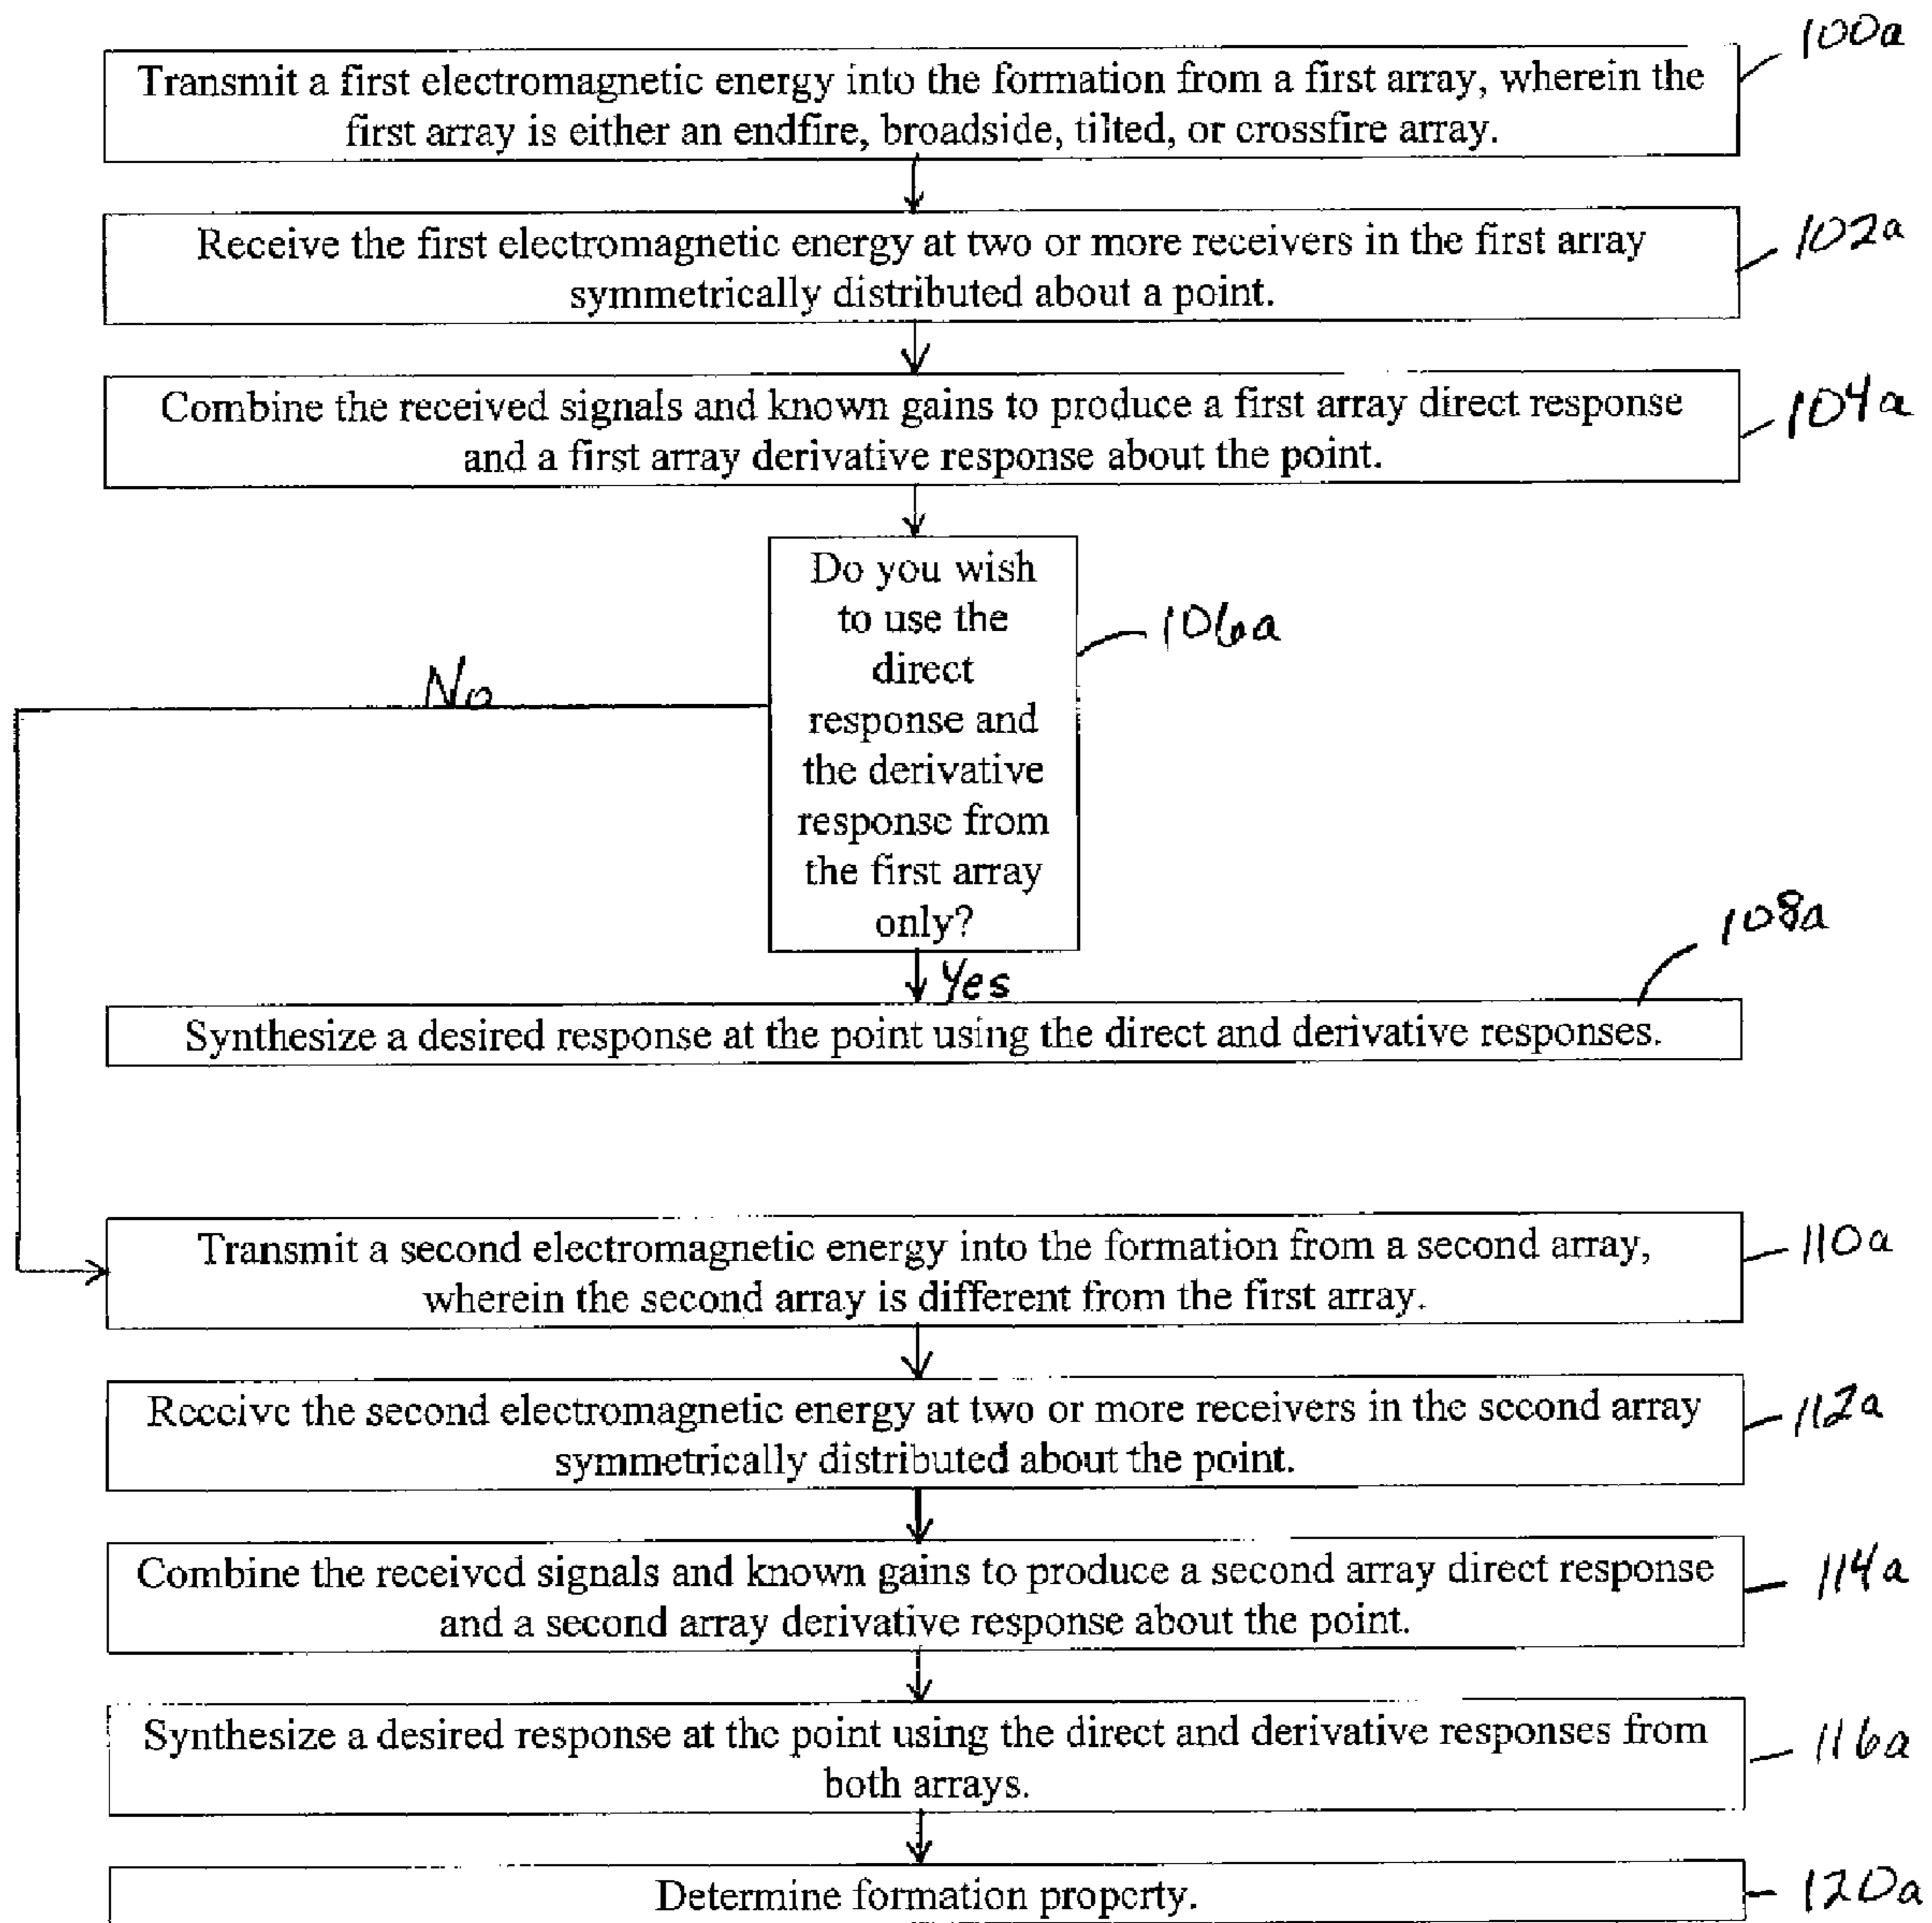 100a
Transmit a first electromagnetic energy into the formation from a first array, wherein the
first array is either an endfire, broadside, tilted, or crossfire array.
102a
Receive the first electromagnetic energy at two or more receivers in the first array
symmetrically distributed about a point.
104a
Combine the received signals and known gains to produce a first array direct response
and a first array derivative response about the point.
Do you wish
to use the
direct
response and
the derivative
response from
the first array
only?
106a
No
Yes
108a
Synthesize a desired response at the point using the direct and derivative responses.
Transmit a second electromagnetic energy into the formation from a second array,
wherein the second array is different from the first array.
110a
Receive the second electromagnetic energy at two or more receivers in the second array
symmetrically distributed about the point.
112a
Combine the received signals and known gains to produce a second array direct response
and a second array derivative response about the point.
114a
Synthesize a desired response at the point using the direct and derivative responses from
both arrays.
116a
Determine formation property.
120a